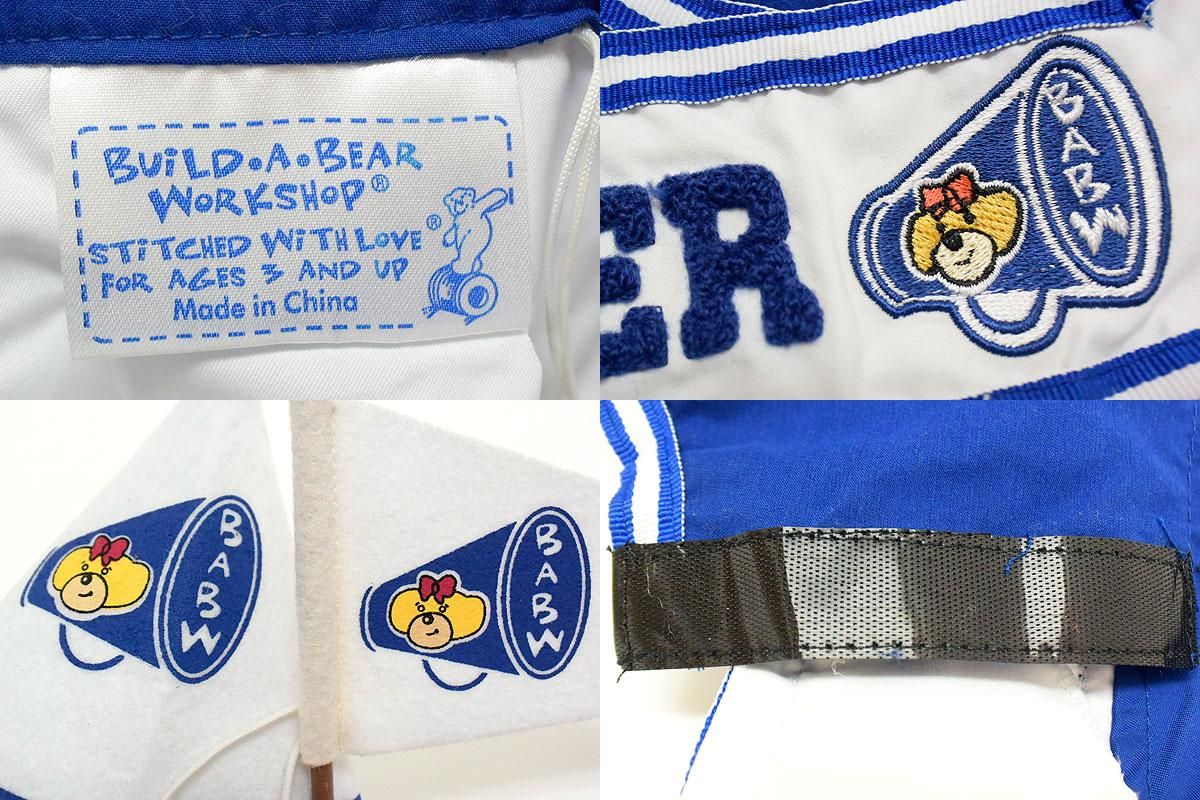 BUiLD•A•BEAR
WORKSHOP®
STiTCHED WiTH LOVE®
FOR AGES 3 AND UP
Made in China
ER
BABW
BABW
BABW